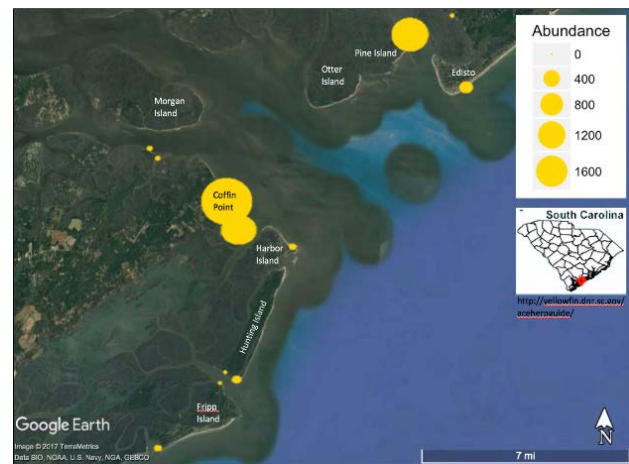 Pine Island
Otter
Island
Edisto
Morgan
Island
Coffin
Point
Harbor
Island
Hunting Island
Fripp
Island
Google Earth
Image © 2017 TerraMetrics
Data SIO, NOAA, U.S. Navy, NGA, GEBCO
7 mi
N
Abundance
0
400
800
1200
1600
South Carolina
http://yellowfin.dnr.sc.gov/
aceherpguide/